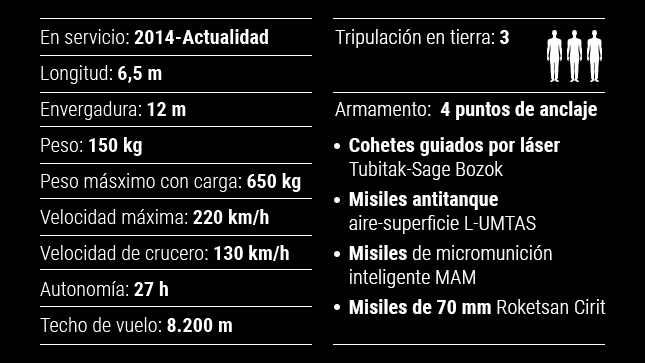 En servicio: 2014-Actualidad
Longitud: 6,5 m
Envergadura: 12 m
Peso: 150 kg
Peso másximo con carga: 650 kg
Velocidad máxima: 220 km/h
Velocidad de crucero: 130 km/h
Autonomía: 27 h
Techo de vuelo: 8.200 m
Tripulación en tierra: 3
Armamento: 4 puntos de anclaje
• Cohetes guiados por láser
Tubitak-Sage Bozok
• Misiles antitanque
aire-superficie L-UMTAS
• Misiles de micromunición
inteligente MAM
• Misiles de 70 mm Roketsan Cirit